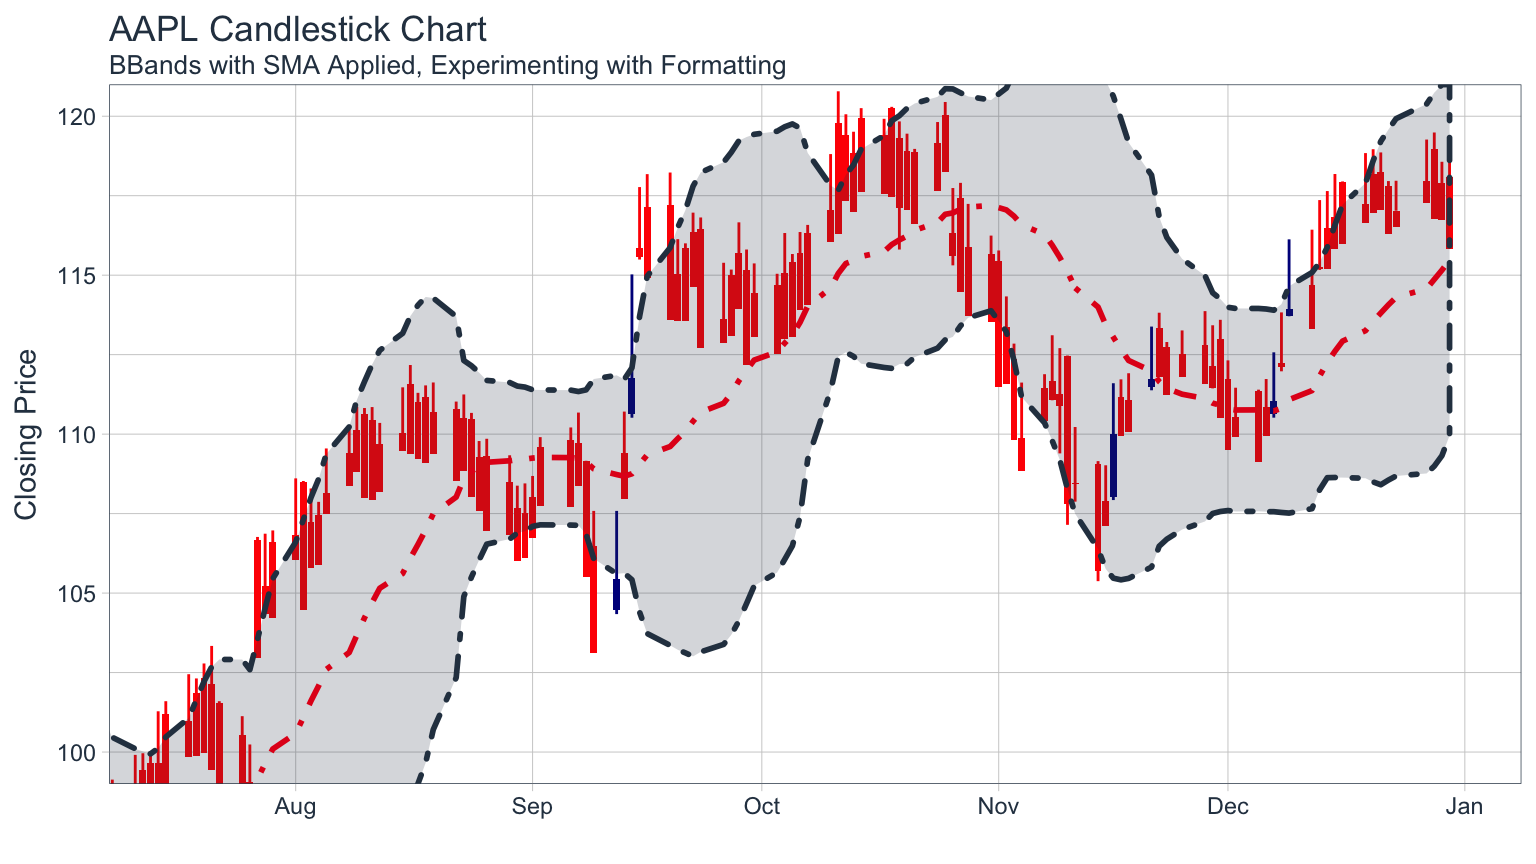 AAPL Candlestick Chart
BBands with SMA Applied, Experimenting with Formatting
Closing Price
120
115
110
105
100
Aug Sep Oct Nov Dec Jan